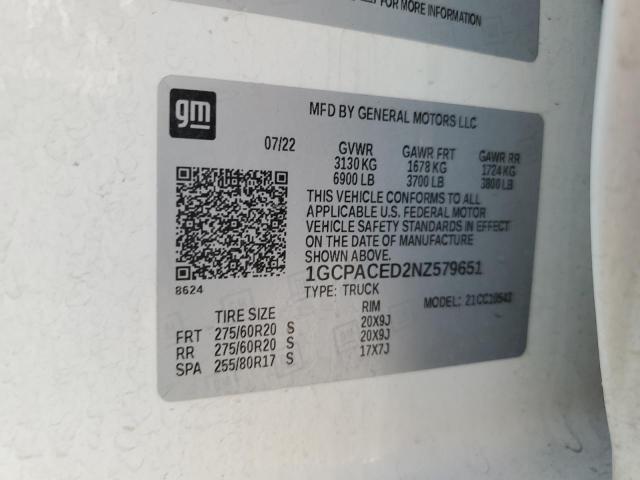 FOR MORE INFORMATION
gm
MFD BY GENERAL MOTORS LLC
07/22 GVWR GAWR FRT GAWR RR
3130 KG 1678 KG 1724 KG
6900 LB 3700 LB 3800 LB
THIS VEHICLE CONFORMS TO ALL
APPLICABLE U.S. FEDERAL MOTOR
VEHICLE SAFETY STANDARDS IN EFFECT
ON THE DATE OF MANUFACTURE
SHOWN ABOVE.
1GCPACED2NZ579651
8624
TYPE: TRUCK MODEL: 21CC10543
TIRE SIZE RIM
FRT 275/60R20 S 20X9J
RR 275/60R20 S 20X9J
SPA 255/80R17 S 17X7J